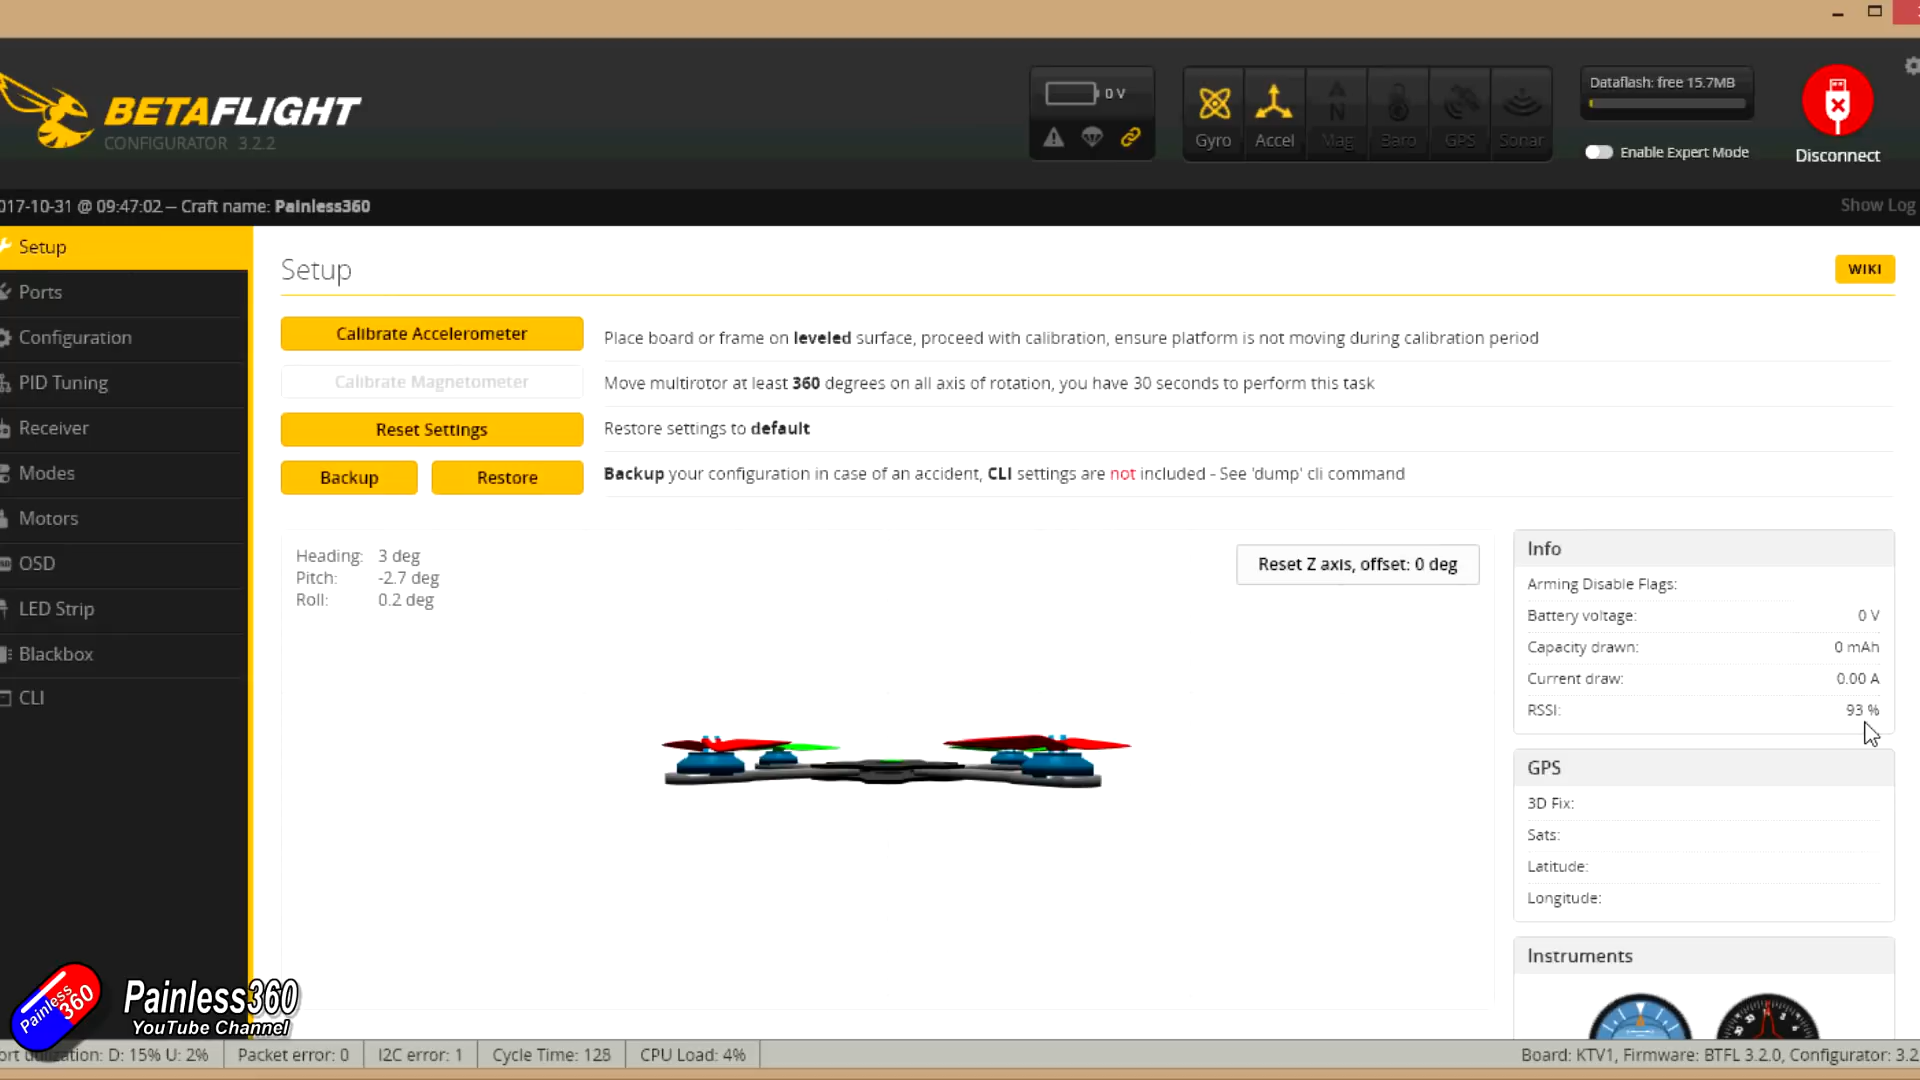 BETAFLIGHT
CONFIGURATOR 3.2.2
0 V
Gyro
Accel
Mag
Baro
GPS
Sonar
Dataflash: free 15.7MB
Enable Expert Mode
Disconnect
017-10-31 @ 09:47:02 -- Craft name: Painless360
Show Log
Setup
Ports
Configuration
PID Tuning
Receiver
Modes
Motors
OSD
LED Strip
Blackbox
CLI
Setup
WIKI
Calibrate Accelerometer
Place board or frame on leveled surface, proceed with calibration, ensure platform is not moving during calibration period
Calibrate Magnetometer
Move multirotor at least 360 degrees on all axis of rotation, you have 30 seconds to perform this task
Reset Settings
Restore settings to default
Backup
Restore
Backup your configuration in case of an accident, CLI settings are not included - See 'dump' cli command
Heading: 3 deg
Pitch: -2.7 deg
Roll: 0.2 deg
Reset Z axis, offset: 0 deg
Info
Arming Disable Flags:
Battery voltage: 0 V
Capacity drawn: 0 mAh
Current draw: 0.00 A
RSSI: 93 %
GPS
3D Fix:
Sats:
Latitude:
Longitude:
Instruments
Painless
360
Painless360
YouTube Channel
ort utilization: D: 15% U: 2%
Packet error: 0
I2C error: 1
Cycle Time: 128
CPU Load: 4%
Board: KTV1, Firmware: BTFL 3.2.0, Configurator: 3.2